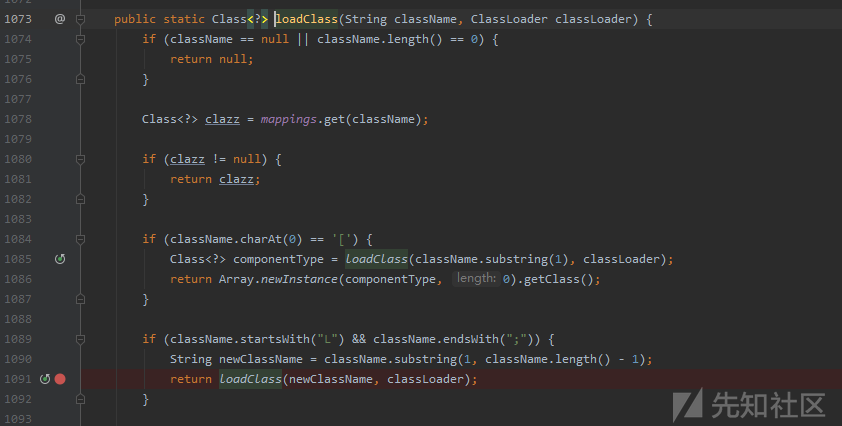 1073 @ public static Class<?> loadClass(String className, ClassLoader classLoader) {
1074 if (className == null || className.length() == 0) {
1075 return null;
1076 }
1077
1078 Class<?> clazz = mappings.get(className);
1079
1080 if (clazz != null) {
1081 return clazz;
1082 }
1083
1084 if (className.charAt(0) == '[') {
1085 Class<?> componentType = loadClass(className.substring(1), classLoader);
1086 return Array.newInstance(componentType, length: 0).getClass();
1087 }
1088
1089 if (className.startsWith("L") && className.endsWith(";")) {
1090 String newClassName = className.substring(1, className.length() - 1);
1091 return loadClass(newClassName, classLoader);
1092 }
1093
先知社区